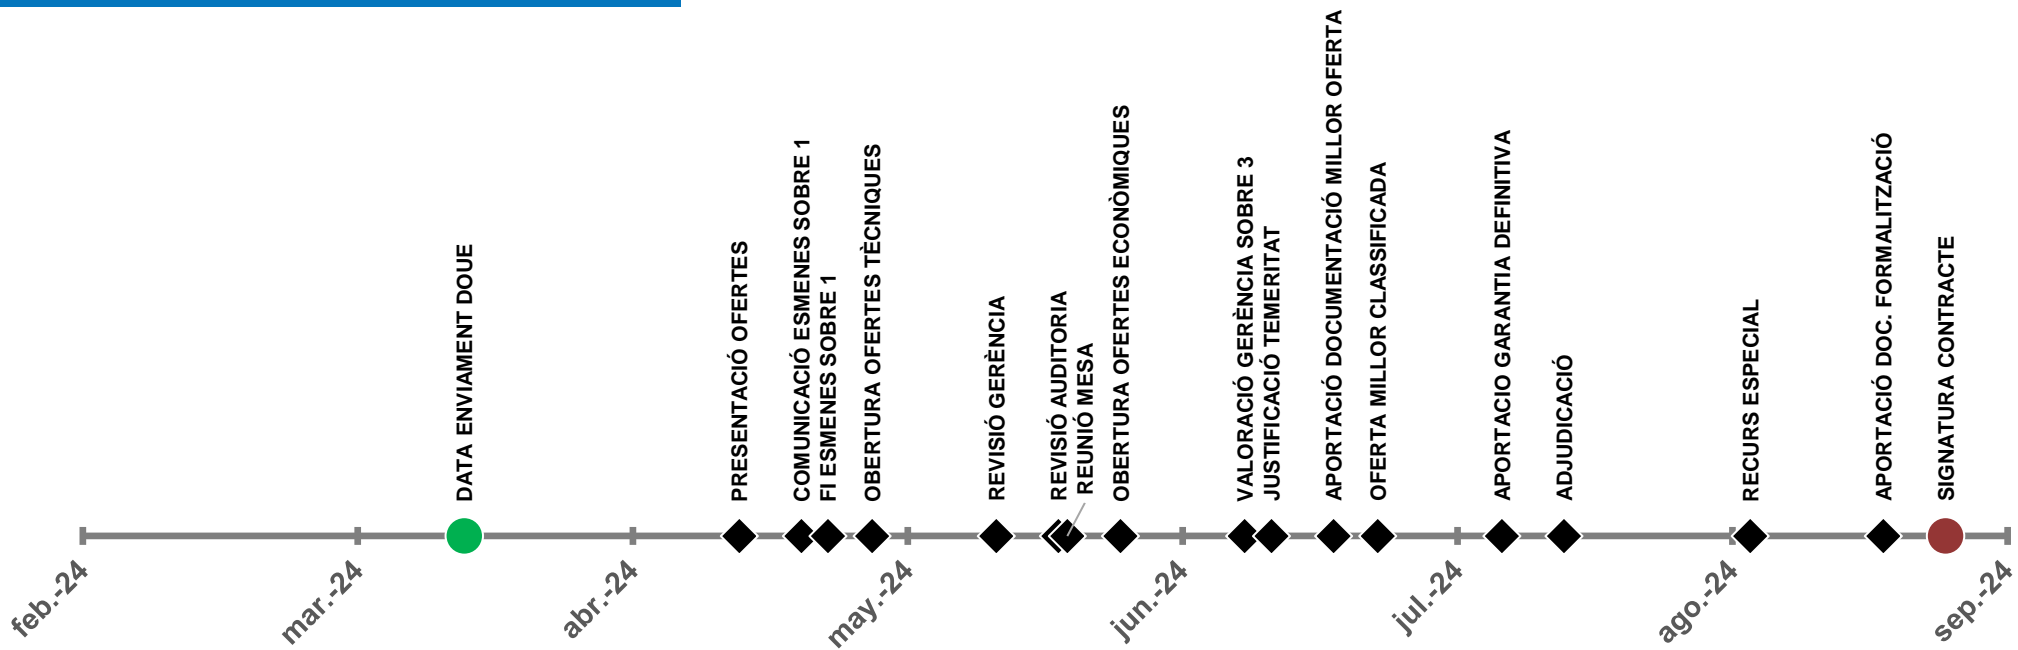 DATA ENVIAMENT DOUE
PRESENTACIÓ OFERTES
COMUNICACIÓ ESMENES SOBRE 1
FI ESMENES SOBRE 1
OBERTURA OFERTES TÈCNIQUES
REVISIÓ GERÈNCIA
REVISIÓ AUDITORIA
REUNIÓ MESA
OBERTURA OFERTES ECONÒMIQUES
VALORACIÓ GERÈNCIA SOBRE 3
JUSTIFICACIÓ TEMERITAT
APORTACIÓ DOCUMENTACIÓ MILLOR OFERTA
OFERTA MILLOR CLASSIFICADA
APORTACIO GARANTIA DEFINITIVA
ADJUDICACIÓ
RECURS ESPECIAL
APORTACIÓ DOC. FORMALITZACIÓ
SIGNATURA CONTRACTE
feb.-24
mar.-24
abr.-24
may.-24
jun.-24
jul.-24
ago.-24
sep.-24